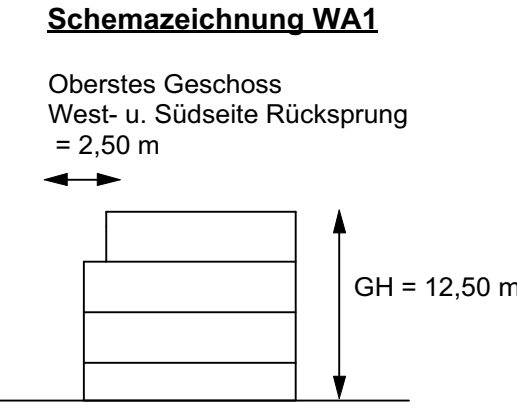 Schemazeichnung WA1
Oberstes Geschoss
West- u. Südseite Rücksprung
= 2,50 m
GH = 12,50 m